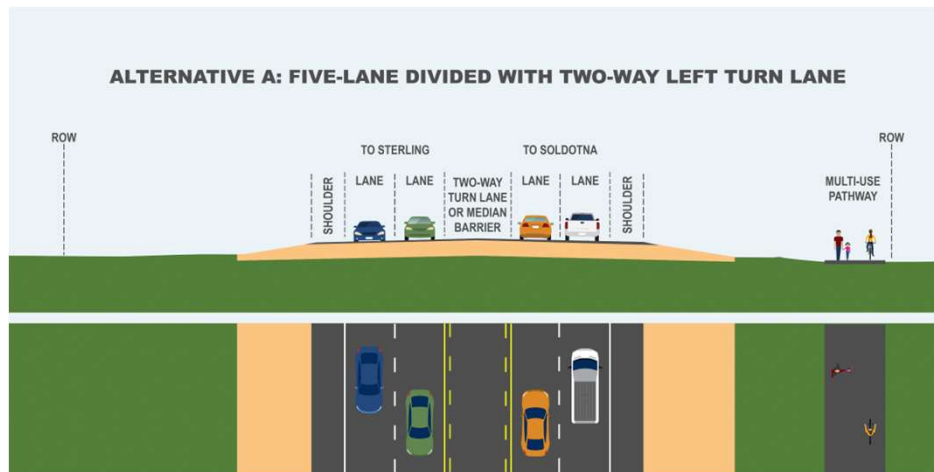 ALTERNATIVE A: FIVE-LANE DIVIDED WITH TWO-WAY LEFT TURN LANE
ROW
ROW
TO STERLING
TO SOLDOTNA
SHOULDER
LANE
LANE
TWO-WAY
TURN LANE
OR MEDIAN
BARRIER
LANE
LANE
SHOULDER
MULTI-USE
PATHWAY